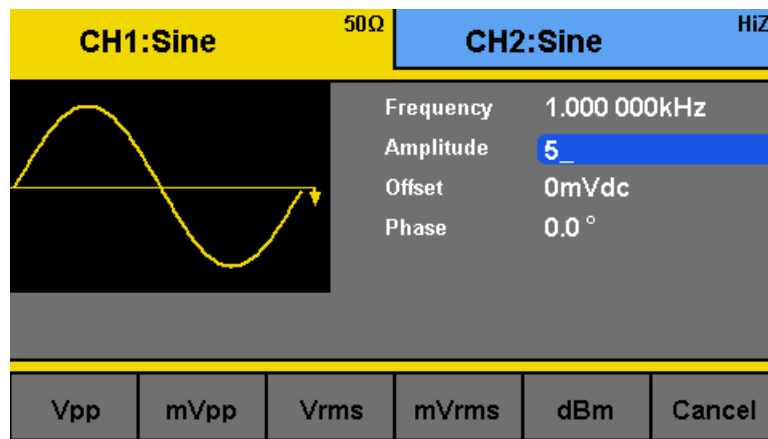 CH1:Sine 50Ω CH2:Sine HiZ
Frequency 1.000 000kHz
Amplitude 5_
Offset 0mVdc
Phase 0.0 °
Vpp mVpp Vrms mVrms dBm Cancel